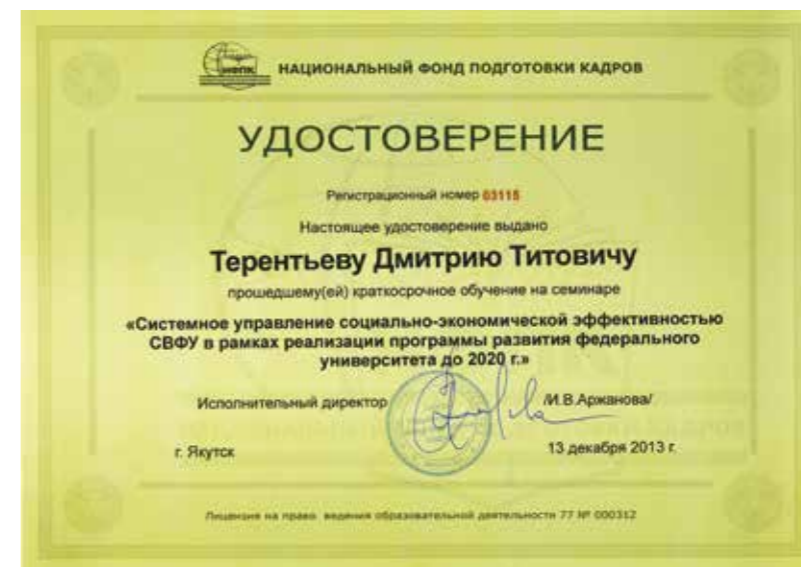 НФПК
НАЦИОНАЛЬНЫЙ ФОНД ПОДГОТОВКИ КАДРОВ
УДОСТОВЕРЕНИЕ
Регистрационный номер 03115
Настоящее удостоверение выдано
Терентьеву Дмитрию Титовичу
прошедшему(ей) краткосрочное обучение на семинаре
«Системное управление социально-экономической эффективностью
СВФУ в рамках реализации программы развития федерального
университета до 2020 г.»
Исполнительный директор /И.В.Аржанова/
г. Якутск 13 декабря 2013 г.
Лицензия на право ведения образовательной деятельности 77 № 000312